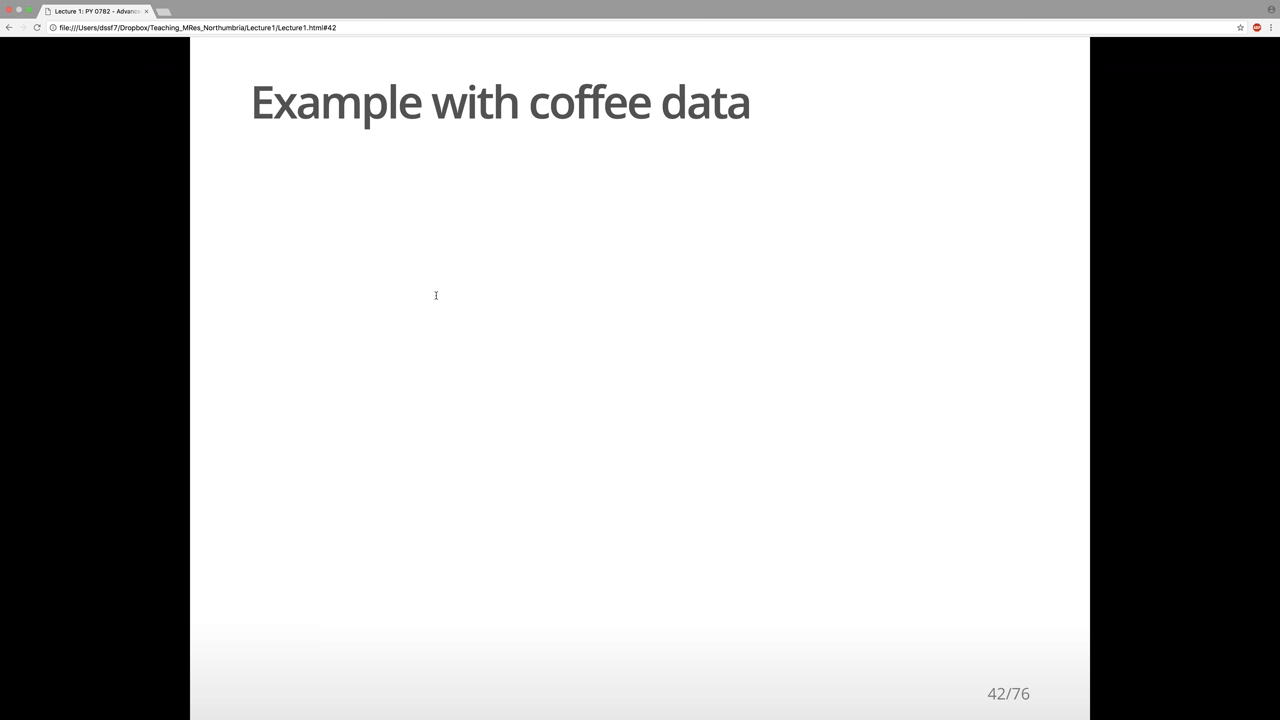 Lecture 1: PY 0782 - Advanc
file:///Users/dssf7/Dropbox/Teaching_MRes_Northumbria/Lecture1/Lecture1.html#42
Example with coffee data
42/76